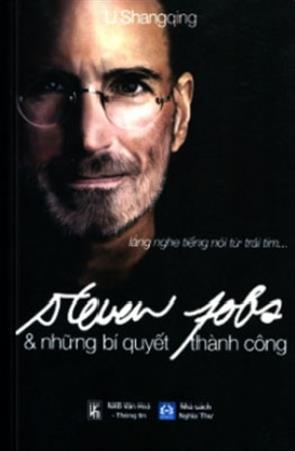 Li Shangqing
lắng nghe tiếng nói từ trái tim...
steven jobs
& những bí quyết thành công
NXB Văn Hoá
- Thông tin
Nhà sách
Nghĩa Thư